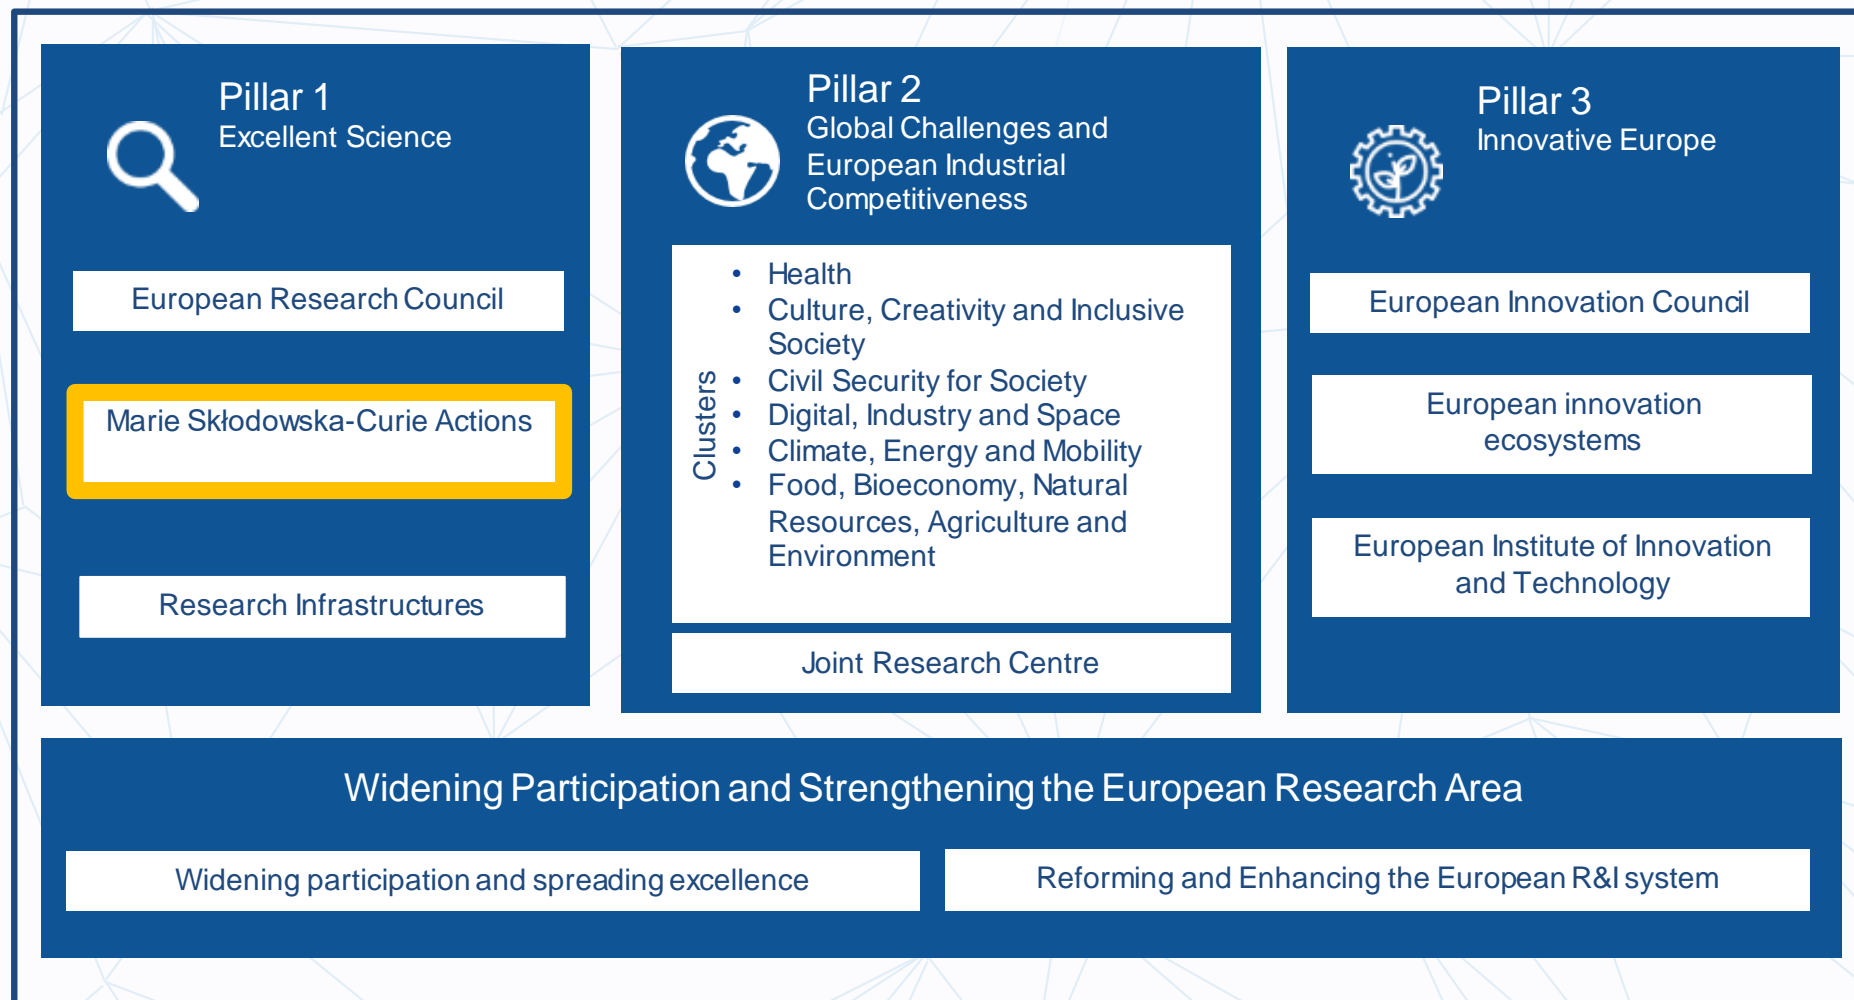 Pillar 1
Excellent Science
European Research Council
Marie Skłodowska-Curie Actions
Research Infrastructures
Pillar 2
Global Challenges and
European Industrial
Competitiveness
Clusters
• Health
• Culture, Creativity and Inclusive
Society
• Civil Security for Society
• Digital, Industry and Space
• Climate, Energy and Mobility
• Food, Bioeconomy, Natural
Resources, Agriculture and
Environment
Joint Research Centre
Pillar 3
Innovative Europe
European Innovation Council
European innovation
ecosystems
European Institute of Innovation
and Technology
Widening Participation and Strengthening the European Research Area
Widening participation and spreading excellence
Reforming and Enhancing the European R&I system